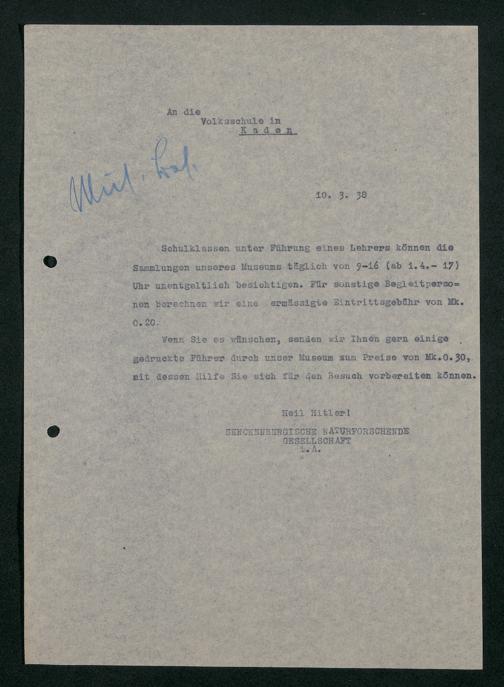 An die
Volksschule in
Kaden
10. 3. 38
Schulklassen unter Führung eines Lehrers können die
Sammlungen unseres Museums täglich von 9-16 (ab 1.4.- 17)
Uhr unentgeltlich besichtigen. Für sonstige Begleitperso=
nen berechnen wir eine ermässigte Eintrittsgebühr von Mk.
0.20.
Wenn Sie es wünschen, senden wir Ihnen gern einige
gedruckte Führer durch unser Museum zum Preise von Mk.0.30,
mit dessen Hilfe Sie sich für den Besuch vorbereiten können.
Heil Hitler!
SENCKENBERGISCHE NATURFORSCHENDE
GESELLSCHAFT
i.A.